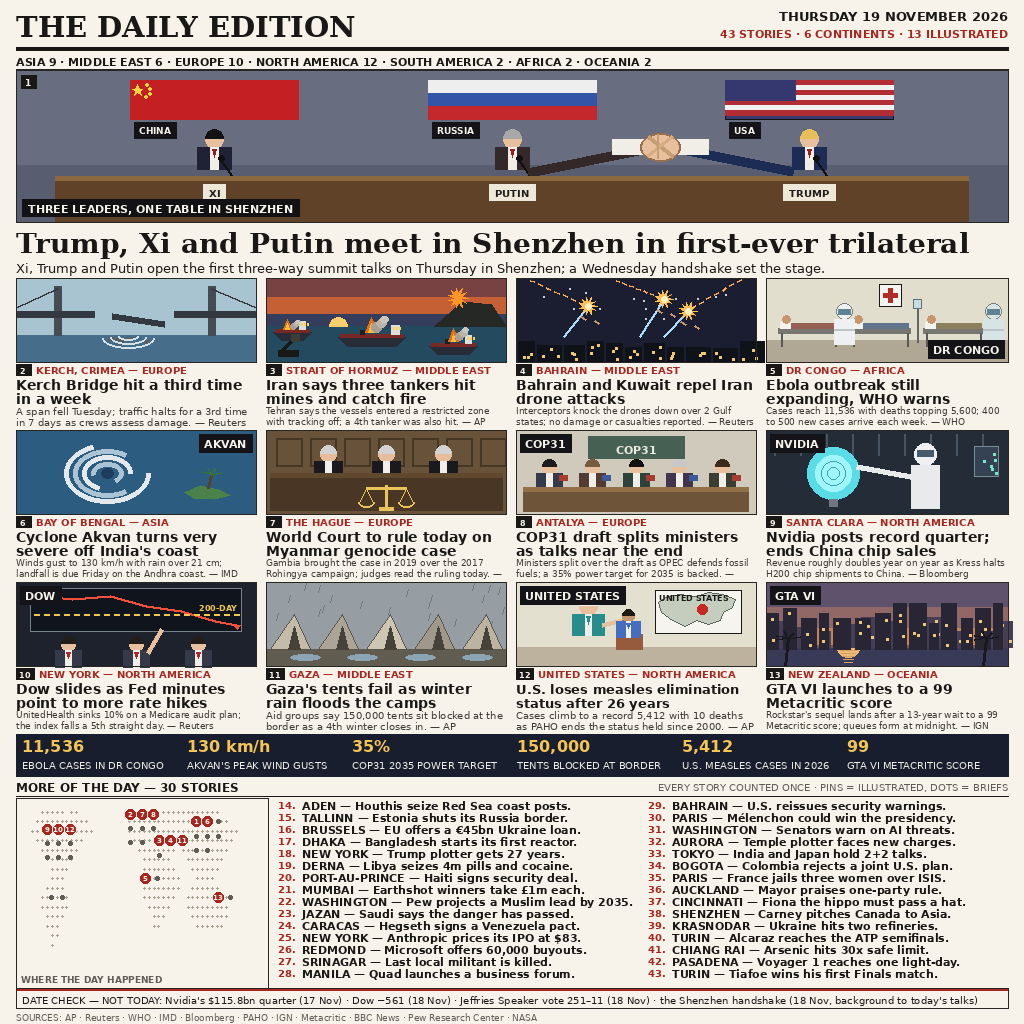 THE DAILY EDITION
THURSDAY 19 NOVEMBER 2026
43 STORIES · 6 CONTINENTS · 13 ILLUSTRATED
ASIA 9 · MIDDLE EAST 6 · EUROPE 10 · NORTH AMERICA 12 · SOUTH AMERICA 2 · AFRICA 2 · OCEANIA 2
1
CHINA
RUSSIA
USA
XI
PUTIN
TRUMP
THREE LEADERS, ONE TABLE IN SHENZHEN
Trump, Xi and Putin meet in Shenzhen in first-ever trilateral
Xi, Trump and Putin open the first three-way summit talks on Thursday in Shenzhen; a Wednesday handshake set the stage.
2 KERCH, CRIMEA — EUROPE
Kerch Bridge hit a third time
in a week
A span fell Tuesday; traffic halts for a 3rd time
in 7 days as crews assess damage. — Reuters
3 STRAIT OF HORMUZ — MIDDLE EAST
Iran says three tankers hit
mines and catch fire
Tehran says the vessels entered a restricted zone
with tracking off; a 4th tanker was also hit. — AP
4 BAHRAIN — MIDDLE EAST
Bahrain and Kuwait repel Iran
drone attacks
Interceptors knock the drones down over 2 Gulf
states; no damage or casualties reported. — Reuters
DR CONGO
5 DR CONGO — AFRICA
Ebola outbreak still
expanding, WHO warns
Cases reach 11,536 with deaths topping 5,600; 400
to 500 new cases arrive each week. — WHO
AKVAN
6 BAY OF BENGAL — ASIA
Cyclone Akvan turns very
severe off India's coast
Winds gust to 130 km/h with rain over 21 cm;
landfall is due Friday on the Andhra coast. — IMD
7 THE HAGUE — EUROPE
World Court to rule today on
Myanmar genocide case
Gambia brought the case in 2019 over the 2017
Rohingya campaign; judges read the ruling today. —
COP31
COP31
8 ANTALYA — EUROPE
COP31 draft splits ministers
as talks near the end
Ministers split over the draft as OPEC defends fossil
fuels; a 35% power target for 2035 is backed. —
NVIDIA
9 SANTA CLARA — NORTH AMERICA
Nvidia posts record quarter;
ends China chip sales
Revenue roughly doubles year on year as Kress halts
H200 chip shipments to China. — Bloomberg
DOW
200-DAY
10 NEW YORK — NORTH AMERICA
Dow slides as Fed minutes
point to more rate hikes
UnitedHealth sinks 10% on a Medicare audit plan;
the index falls a 5th straight day. — Reuters
11 GAZA — MIDDLE EAST
Gaza's tents fail as winter
rain floods the camps
Aid groups say 150,000 tents sit blocked at the
border as a 4th winter closes in. — AP
UNITED STATES
UNITED STATES
12 UNITED STATES — NORTH AMERICA
U.S. loses measles elimination
status after 26 years
Cases climb to a record 5,412 with 10 deaths
as PAHO ends the status held since 2000. — AP
GTA VI
13 NEW ZEALAND — OCEANIA
GTA VI launches to a 99
Metacritic score
Rockstar's sequel lands after a 13-year wait to a 99
Metacritic score; queues form at midnight. — IGN
11,536
EBOLA CASES IN DR CONGO
130 km/h
AKVAN'S PEAK WIND GUSTS
35%
COP31 2035 POWER TARGET
150,000
TENTS BLOCKED AT BORDER
5,412
U.S. MEASLES CASES IN 2026
99
GTA VI METACRITIC SCORE
MORE OF THE DAY — 30 STORIES
EVERY STORY COUNTED ONCE · PINS = ILLUSTRATED, DOTS = BRIEFS
2 7 8
1 6
9 10 12
3 4 11
5
13
WHERE THE DAY HAPPENED
14. ADEN — Houthis seize Red Sea coast posts.
15. TALLINN — Estonia shuts its Russia border.
16. BRUSSELS — EU offers a €45bn Ukraine loan.
17. DHAKA — Bangladesh starts its first reactor.
18. NEW YORK — Trump plotter gets 27 years.
19. DERNA — Libya seizes 4m pills and cocaine.
20. PORT-AU-PRINCE — Haiti signs security deal.
21. MUMBAI — Earthshot winners take £1m each.
22. WASHINGTON — Pew projects a Muslim lead by 2035.
23. JAZAN — Saudi says the danger has passed.
24. CARACAS — Hegseth signs a Venezuela pact.
25. NEW YORK — Anthropic prices its IPO at $83.
26. REDMOND — Microsoft offers 60,000 buyouts.
27. SRINAGAR — Last local militant is killed.
28. MANILA — Quad launches a business forum.
29. BAHRAIN — U.S. reissues security warnings.
30. PARIS — Mélenchon could win the presidency.
31. WASHINGTON — Senators warn on AI threats.
32. AURORA — Temple plotter faces new charges.
33. TOKYO — India and Japan hold 2+2 talks.
34. BOGOTA — Colombia rejects a joint U.S. plan.
35. PARIS — France jails three women over ISIS.
36. AUCKLAND — Mayor praises one-party rule.
37. CINCINNATI — Fiona the hippo must pass a hat.
38. SHENZHEN — Carney pitches Canada to Asia.
39. KRASNODAR — Ukraine hits two refineries.
40. TURIN — Alcaraz reaches the ATP semifinals.
41. CHIANG RAI — Arsenic hits 30x safe limit.
42. PASADENA — Voyager 1 reaches one light-day.
43. TURIN — Tiafoe wins his first Finals match.
DATE CHECK — NOT TODAY: Nvidia's $115.8bn quarter (17 Nov) · Dow −561 (18 Nov) · Jeffries Speaker vote 251–11 (18 Nov) · the Shenzhen handshake (18 Nov, background to today's talks)
SOURCES: AP · Reuters · WHO · IMD · Bloomberg · PAHO · IGN · Metacritic · BBC News · Pew Research Center · NASA